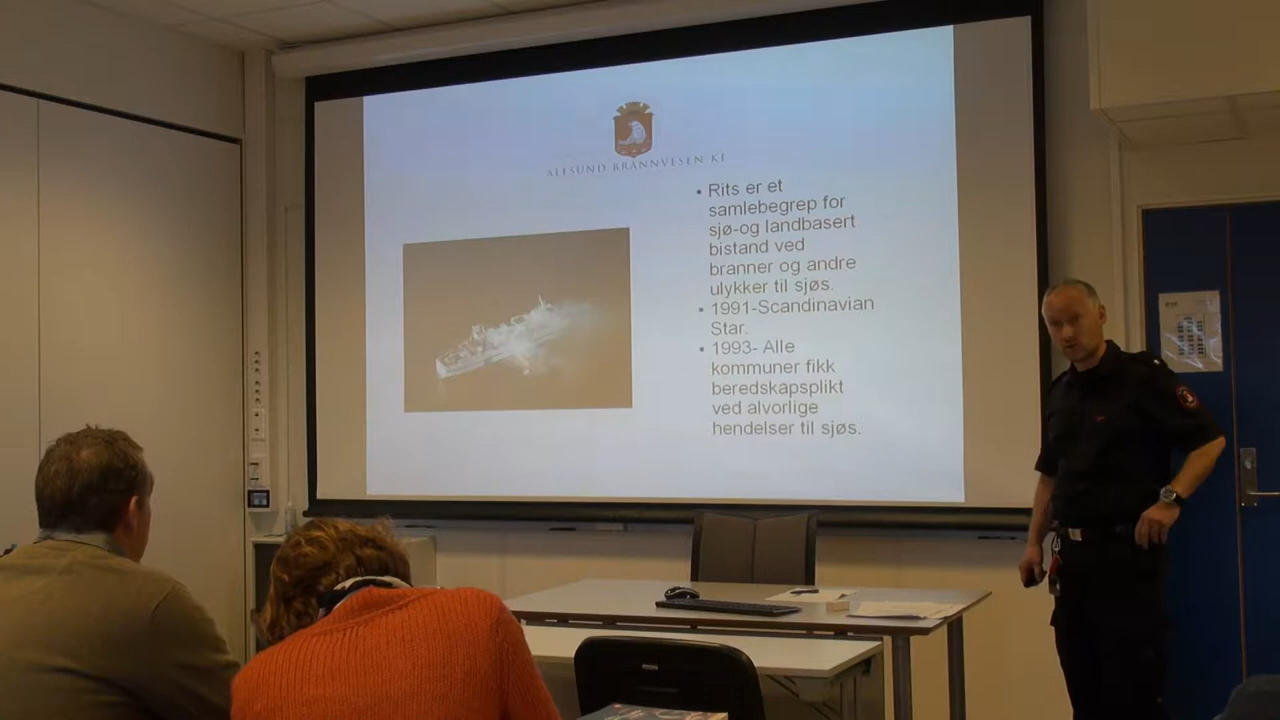 ALESUND BRANNVESEN KF
• Rits er et
samlebegrep for
sjø-og landbasert
bistand ved
branner og andre
ulykker til sjøs.
• 1991-Scandinavian
Star.
• 1993- Alle
kommuner fikk
beredskapsplikt
ved alvorlige
hendelser til sjøs.